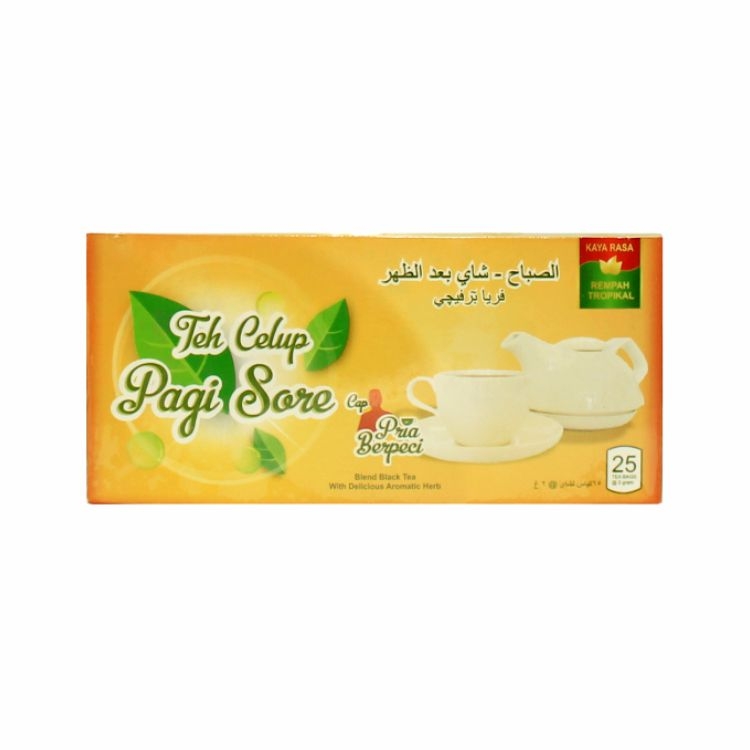 Teh Celup
Pagi Sore
Cap
Pria
Berpeci
Blend Black Tea
With Delicious Aromatic Herb
الصباح - شاي بعد الظهر
فريا برفيچي
KAYA RASA
REMPAH
TROPIKAL
25
TEA BAGS